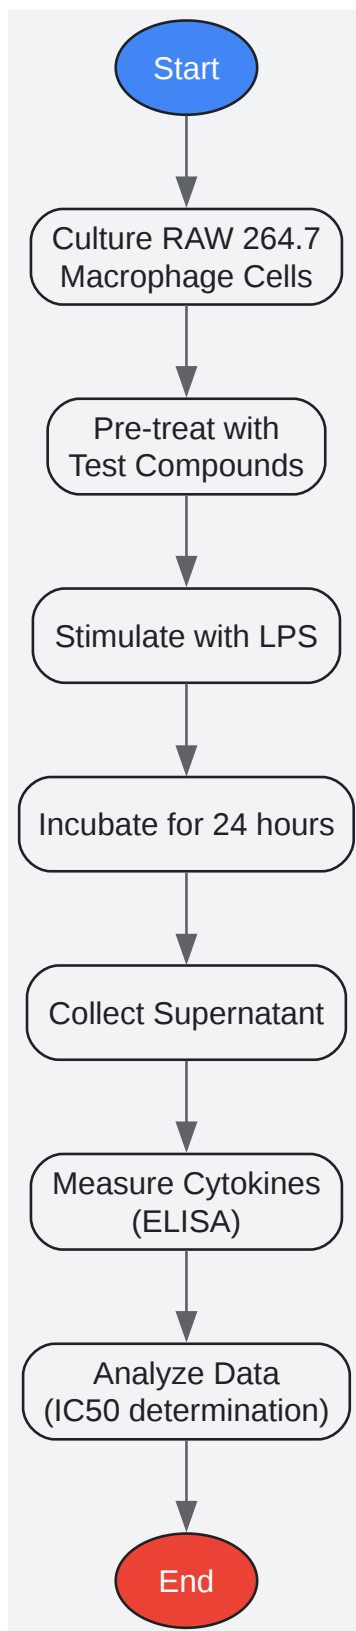 Start
Culture RAW 264.7
Macrophage Cells
Pre-treat with
Test Compounds
Stimulate with LPS
Incubate for 24 hours
Collect Supernatant
Measure Cytokines
(ELISA)
Analyze Data
(IC50 determination)
End